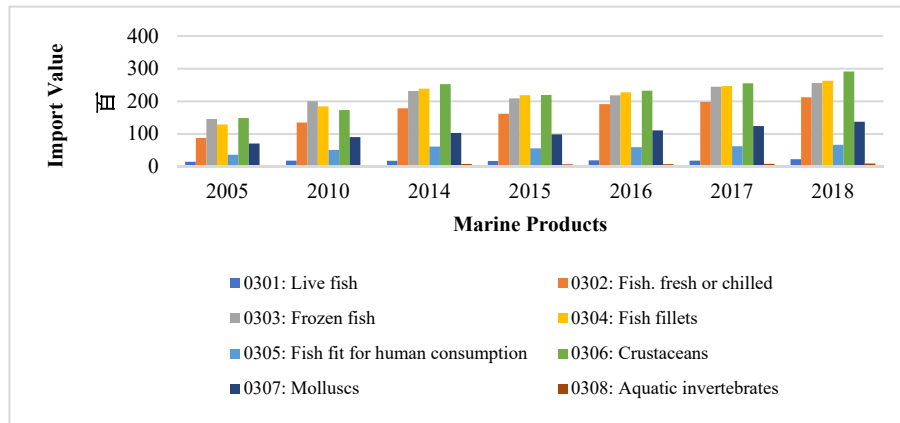 Import Value
百
400
300
200
100
0
2005 2010 2014 2015 2016 2017 2018
Marine Products
0301: Live fish 0302: Fish. fresh or chilled
0303: Frozen fish 0304: Fish fillets
0305: Fish fit for human consumption 0306: Crustaceans
0307: Molluscs 0308: Aquatic invertebrates